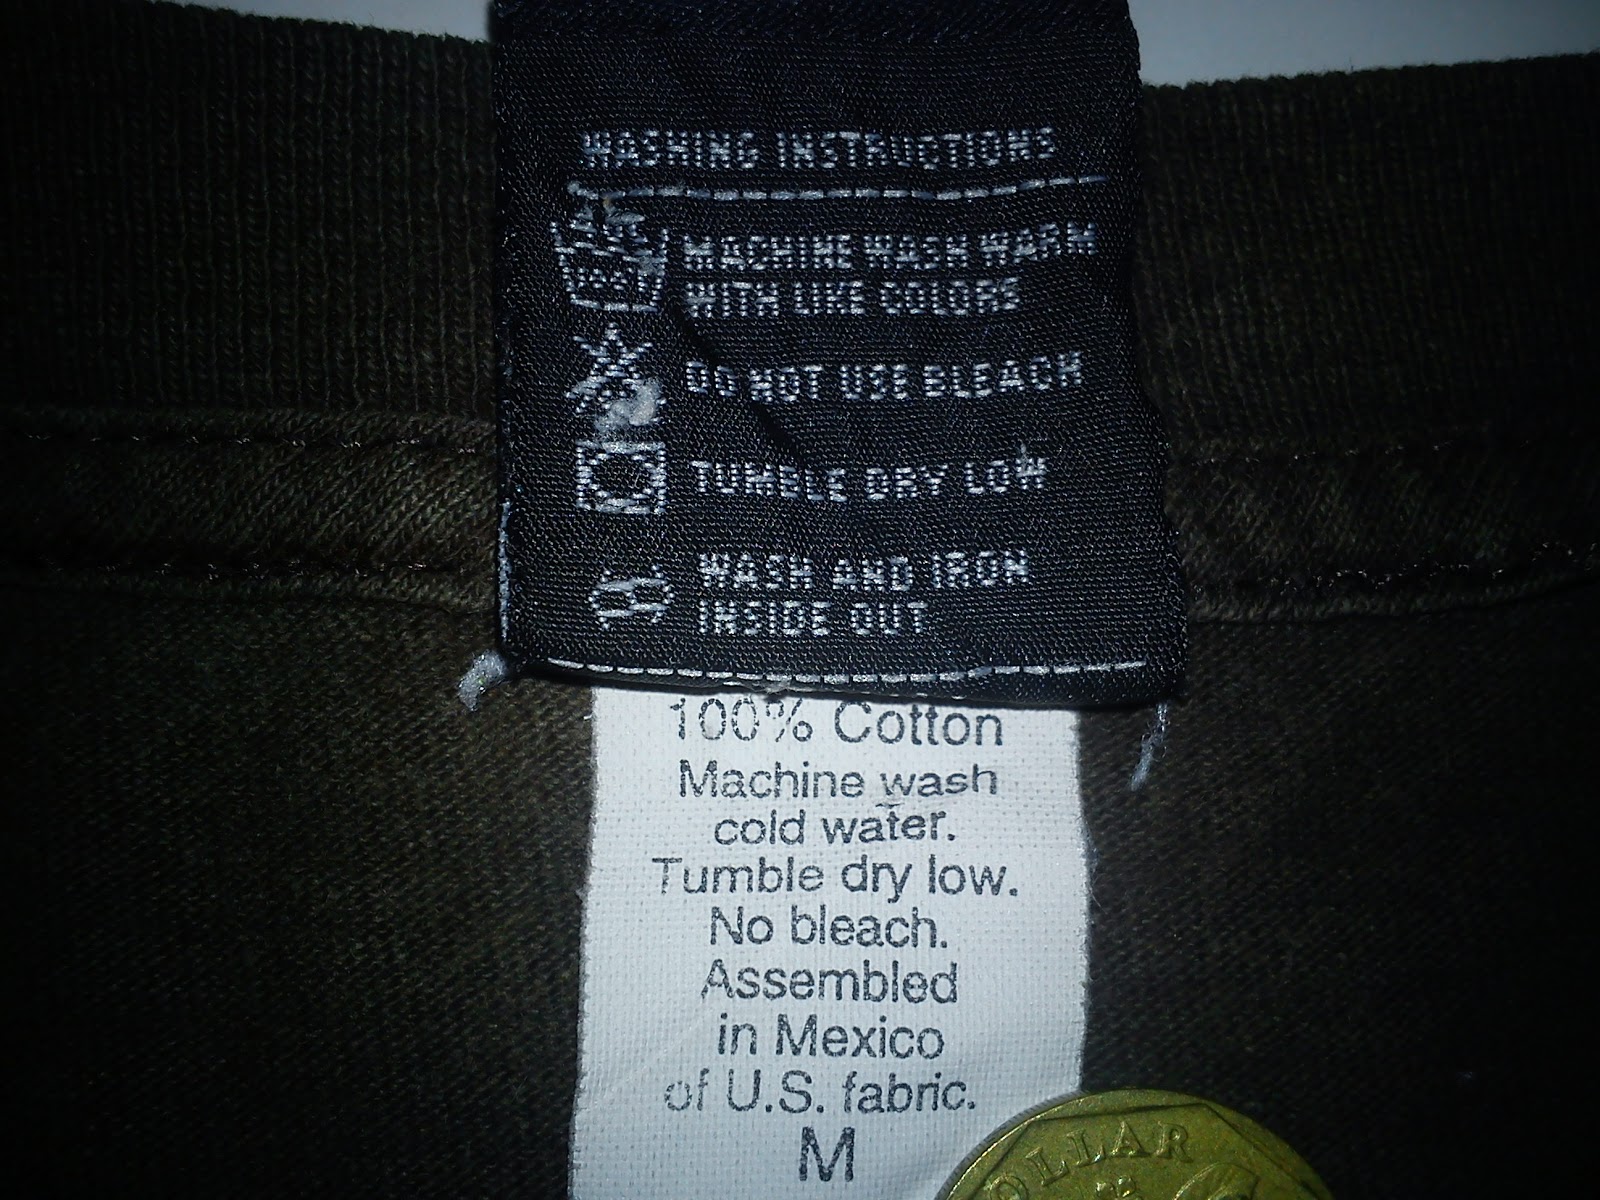 WASHING INSTRUCTIONS
MACHINE WASH WARM
WITH LIKE COLORS
DO NOT USE BLEACH
TUMBLE DRY LOW
WASH AND IRON
INSIDE OUT
100% Cotton
Machine wash
cold water.
Tumble dry low.
No bleach.
Assembled
in Mexico
of U.S. fabric.
M
OLLAR